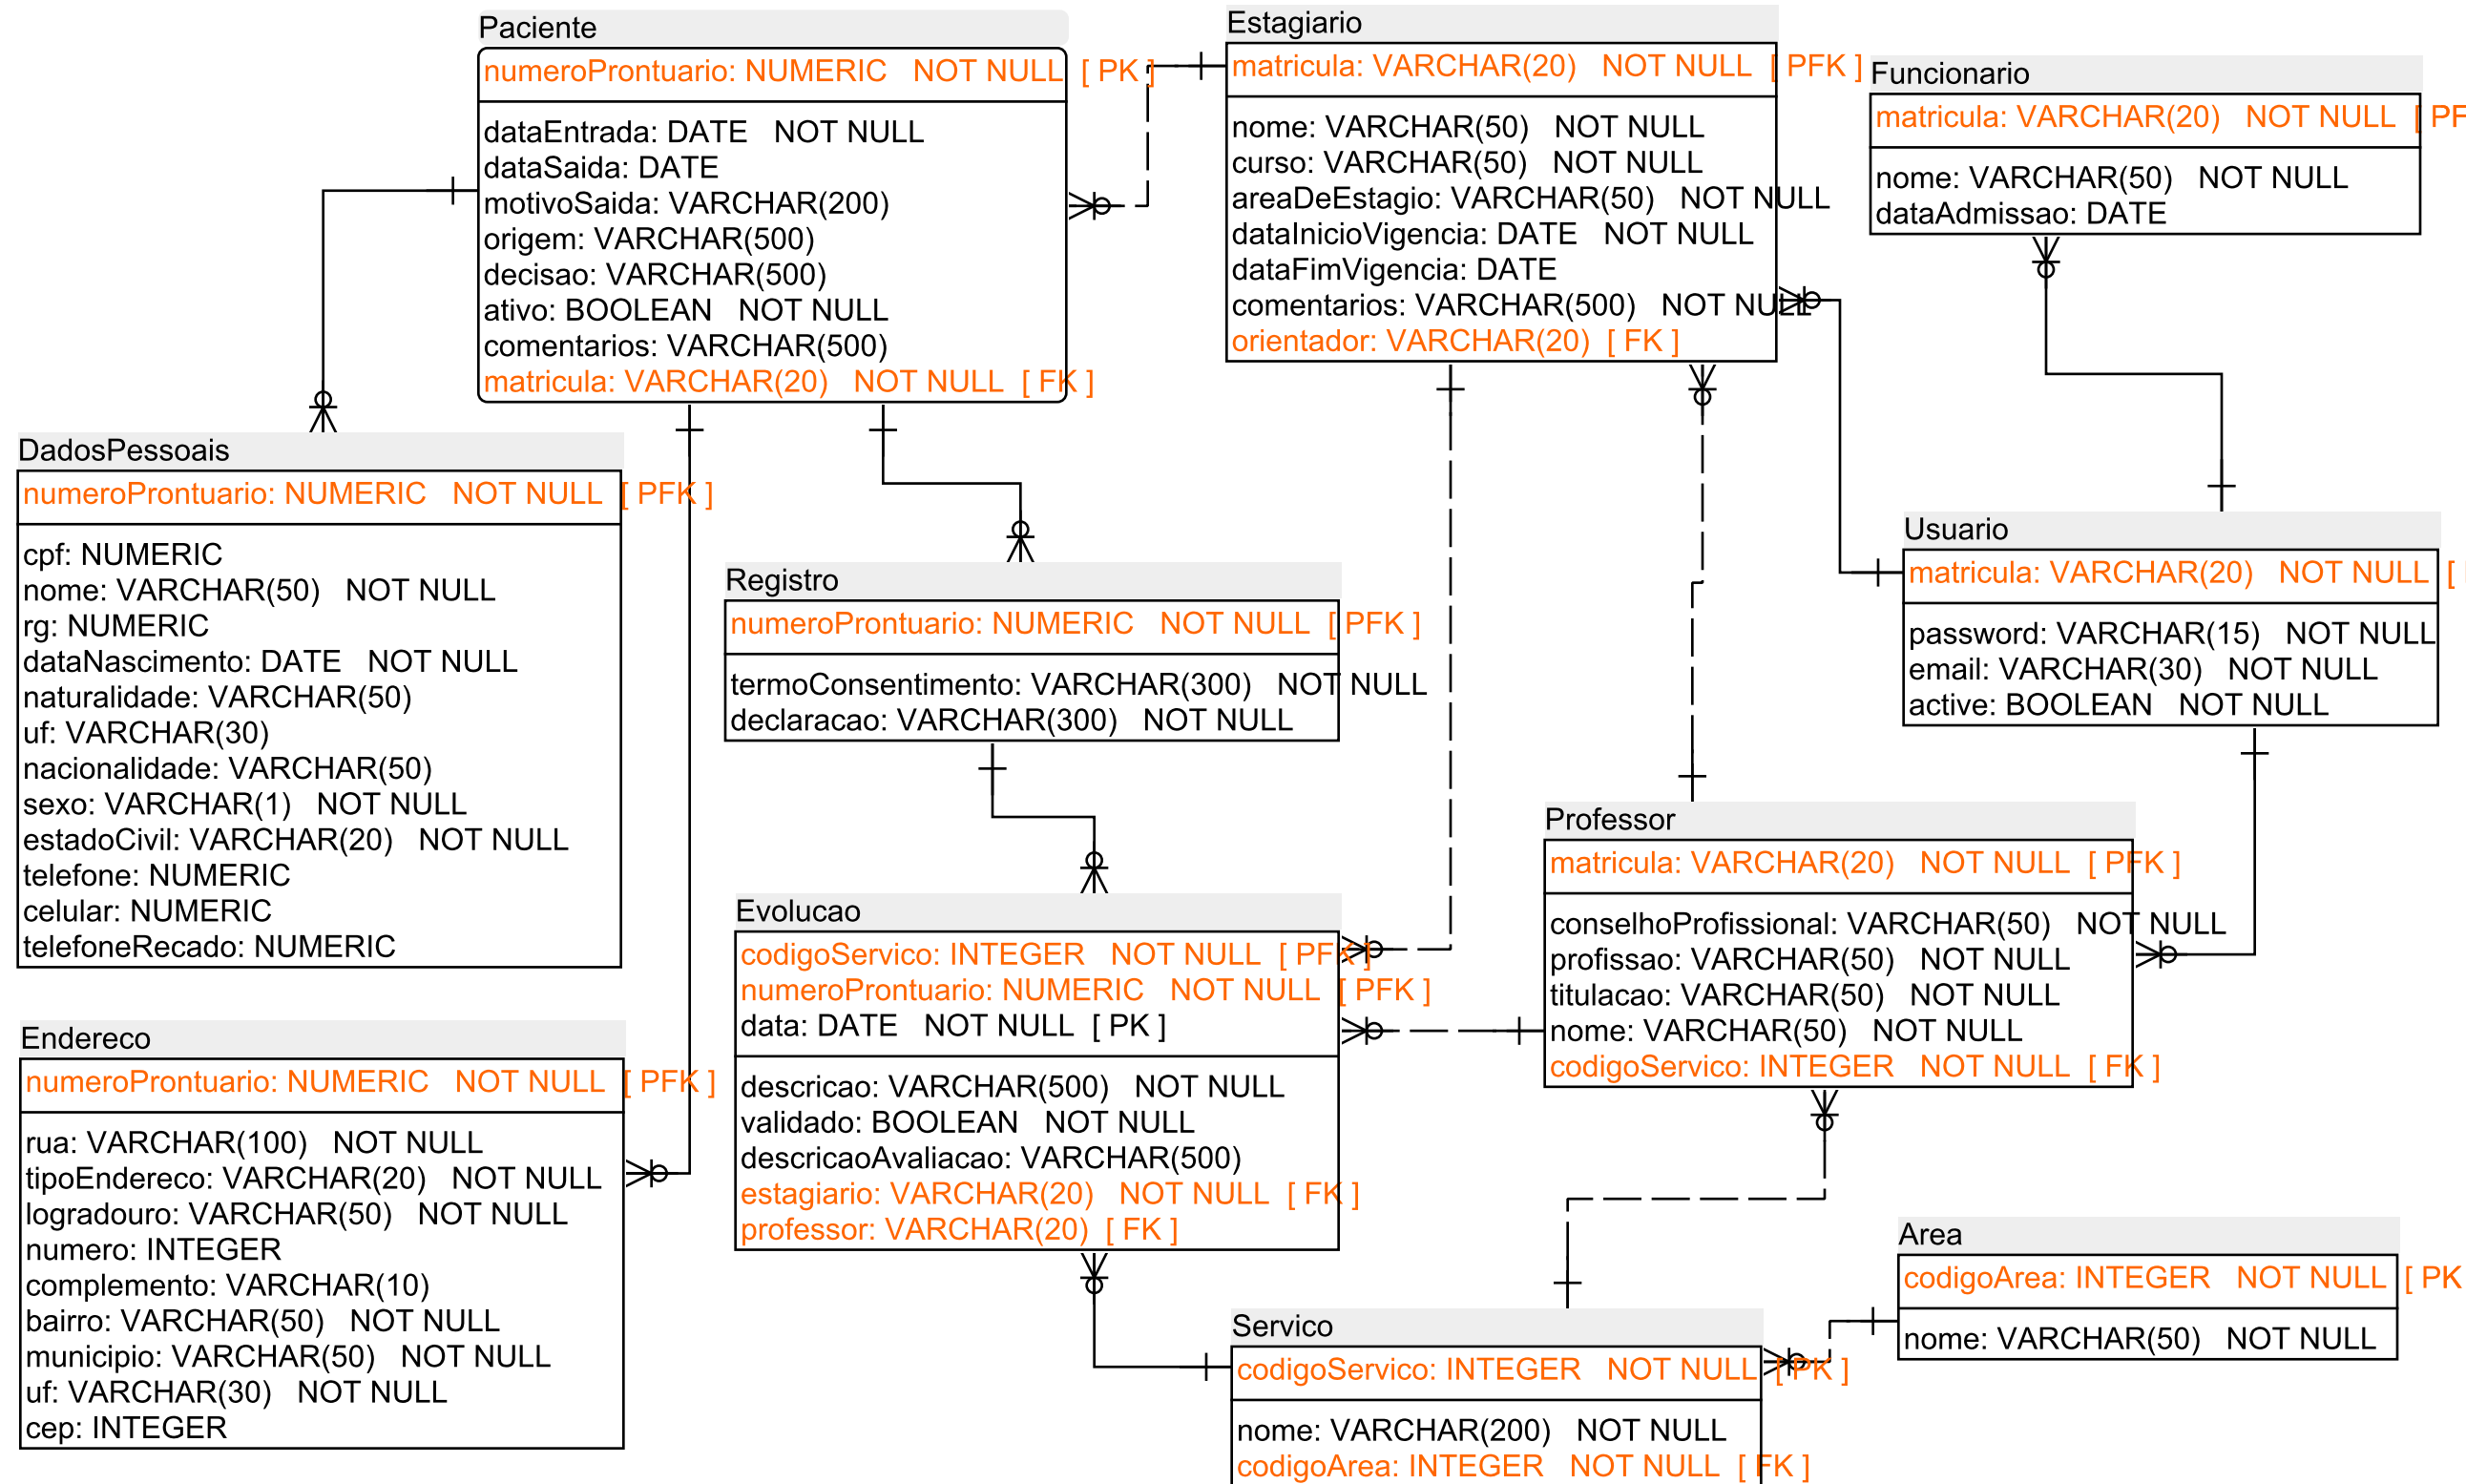 Paciente
numeroProntuario: NUMERIC NOT NULL [ PK ]
dataEntrada: DATE NOT NULL
dataSaida: DATE
motivoSaida: VARCHAR(200)
origem: VARCHAR(500)
decisao: VARCHAR(500)
ativo: BOOLEAN NOT NULL
comentarios: VARCHAR(500)
matricula: VARCHAR(20) NOT NULL [ FK ]
Estagiario
matricula: VARCHAR(20) NOT NULL [ PFK ]
nome: VARCHAR(50) NOT NULL
curso: VARCHAR(50) NOT NULL
areaDeEstagio: VARCHAR(50) NOT NULL
dataInicioVigencia: DATE NOT NULL
dataFimVigencia: DATE
comentarios: VARCHAR(500) NOT NULL
orientador: VARCHAR(20) [ FK ]
Funcionario
matricula: VARCHAR(20) NOT NULL [ PF
nome: VARCHAR(50) NOT NULL
dataAdmissao: DATE
DadosPessoais
numeroProntuario: NUMERIC NOT NULL [ PFK ]
cpf: NUMERIC
nome: VARCHAR(50) NOT NULL
rg: NUMERIC
dataNascimento: DATE NOT NULL
naturalidade: VARCHAR(50)
uf: VARCHAR(30)
nacionalidade: VARCHAR(50)
sexo: VARCHAR(1) NOT NULL
estadoCivil: VARCHAR(20) NOT NULL
telefone: NUMERIC
celular: NUMERIC
telefoneRecado: NUMERIC
Registro
numeroProntuario: NUMERIC NOT NULL [ PFK ]
termoConsentimento: VARCHAR(300) NOT NULL
declaracao: VARCHAR(300) NOT NULL
Usuario
matricula: VARCHAR(20) NOT NULL [
password: VARCHAR(15) NOT NULL
email: VARCHAR(30) NOT NULL
active: BOOLEAN NOT NULL
Professor
matricula: VARCHAR(20) NOT NULL [ PFK ]
conselhoProfissional: VARCHAR(50) NOT NULL
profissao: VARCHAR(50) NOT NULL
titulacao: VARCHAR(50) NOT NULL
nome: VARCHAR(50) NOT NULL
codigoServico: INTEGER NOT NULL [ FK ]
Evolucao
codigoServico: INTEGER NOT NULL [ PFK ]
numeroProntuario: NUMERIC NOT NULL [ PFK ]
data: DATE NOT NULL [ PK ]
descricao: VARCHAR(500) NOT NULL
validado: BOOLEAN NOT NULL
descricaoAvaliacao: VARCHAR(500)
estagiario: VARCHAR(20) NOT NULL [ FK ]
professor: VARCHAR(20) [ FK ]
Endereco
numeroProntuario: NUMERIC NOT NULL [ PFK ]
rua: VARCHAR(100) NOT NULL
tipoEndereco: VARCHAR(20) NOT NULL
logradouro: VARCHAR(50) NOT NULL
numero: INTEGER
complemento: VARCHAR(10)
bairro: VARCHAR(50) NOT NULL
municipio: VARCHAR(50) NOT NULL
uf: VARCHAR(30) NOT NULL
cep: INTEGER
Area
codigoArea: INTEGER NOT NULL [ PK
nome: VARCHAR(50) NOT NULL
Servico
codigoServico: INTEGER NOT NULL [ PK ]
nome: VARCHAR(200) NOT NULL
codigoArea: INTEGER NOT NULL [ FK ]